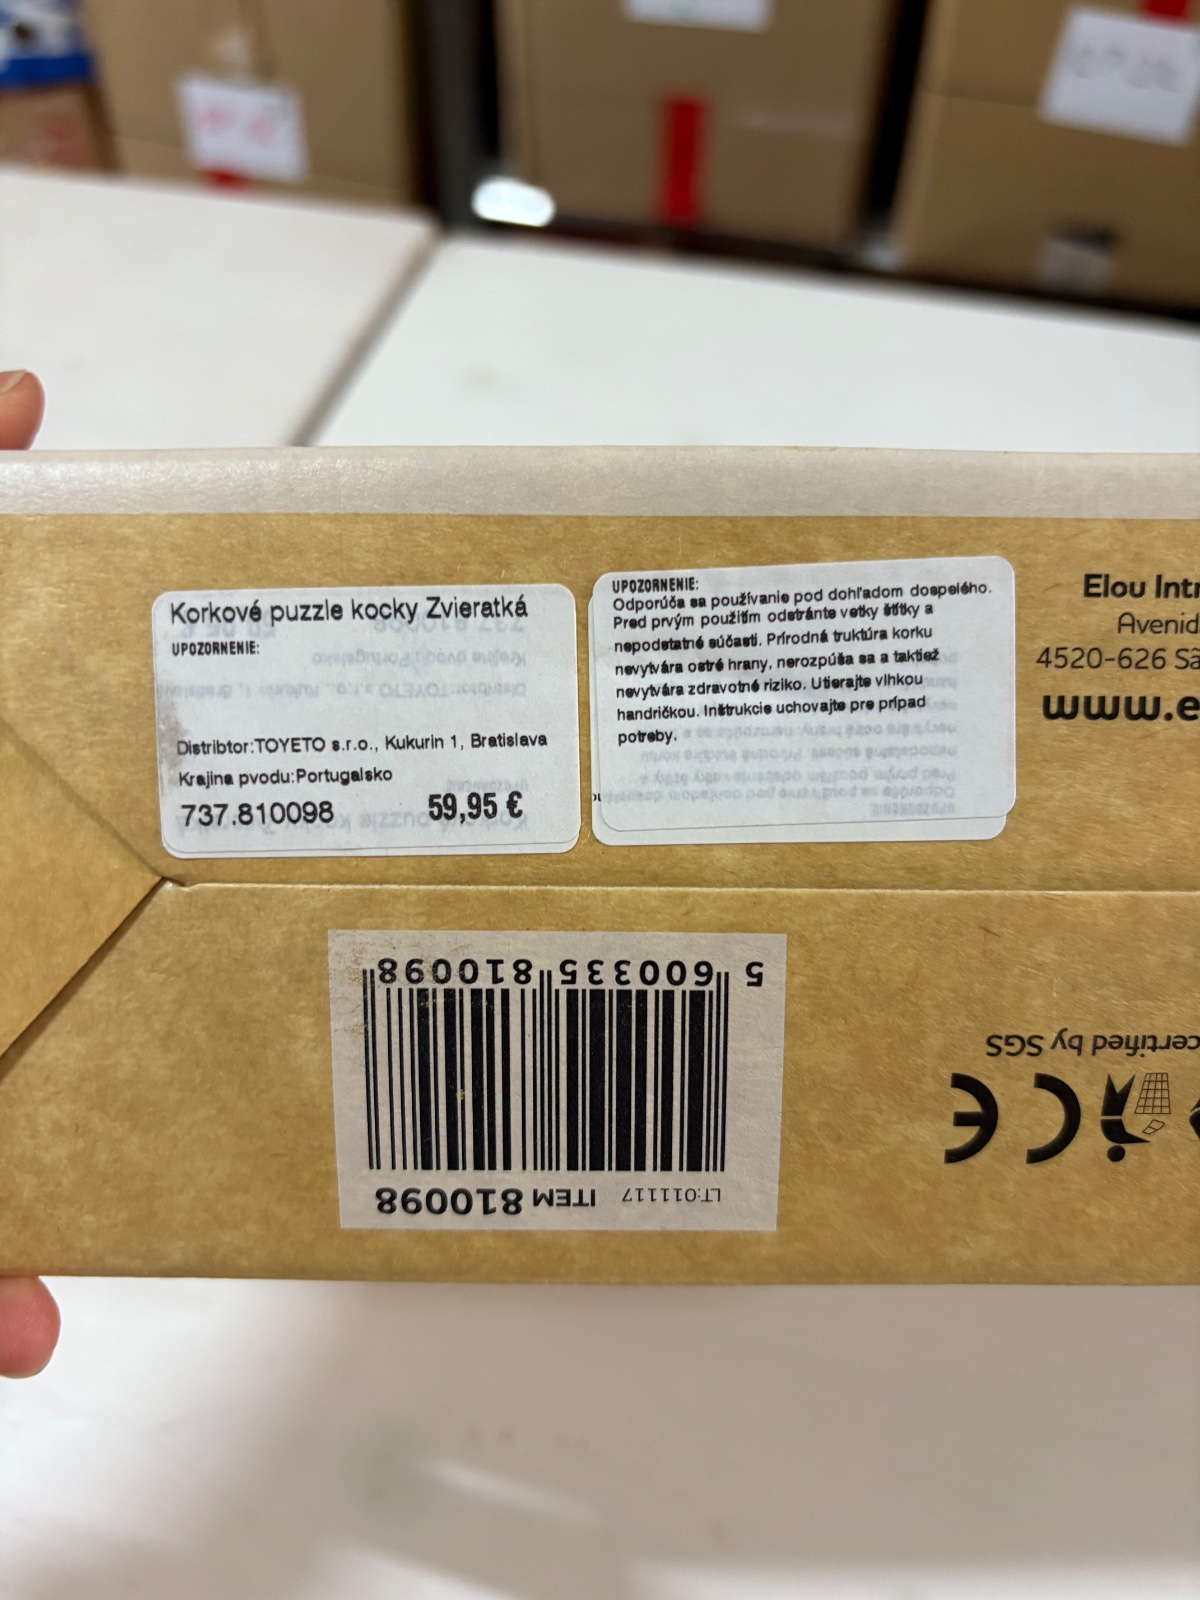 Korkové puzzle kocky Zvieratká
UPOZORNENIE:
Distribtor:TOYETO s.r.o., Kukurin 1, Bratislava
Krajina pvodu:Portugalsko
737.810098 59,95 €
UPOZORNENIE:
Odporúča sa používanie pod dohľadom dospelého.
Pred prvým použitím odstránte vetky štítky a
nepodstatné súčasti. Prírodná truktúra korku
nevytvára ostré hrany, nerozpúša sa a taktiež
nevytvára zdravotné riziko. Utierajte vlhkou
handričkou. Inštrukcie uchovajte pre prípad
potreby.
Elou Intr
Avenid
4520-626 Sã
www.e
5 600335 810098
LT:011117 ITEM 810098
certified by SGS
CE